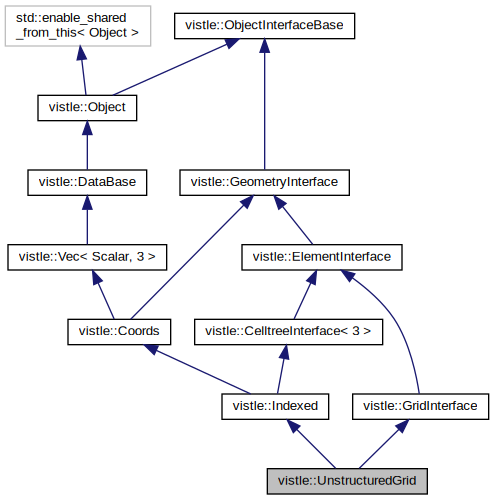 std::enable_shared
_from_this< Object >
vistle::ObjectInterfaceBase
vistle::Object
vistle::DataBase
vistle::GeometryInterface
vistle::Vec< Scalar, 3 >
vistle::ElementInterface
vistle::Coords
vistle::CelltreeInterface< 3 >
vistle::Indexed
vistle::GridInterface
vistle::UnstructuredGrid